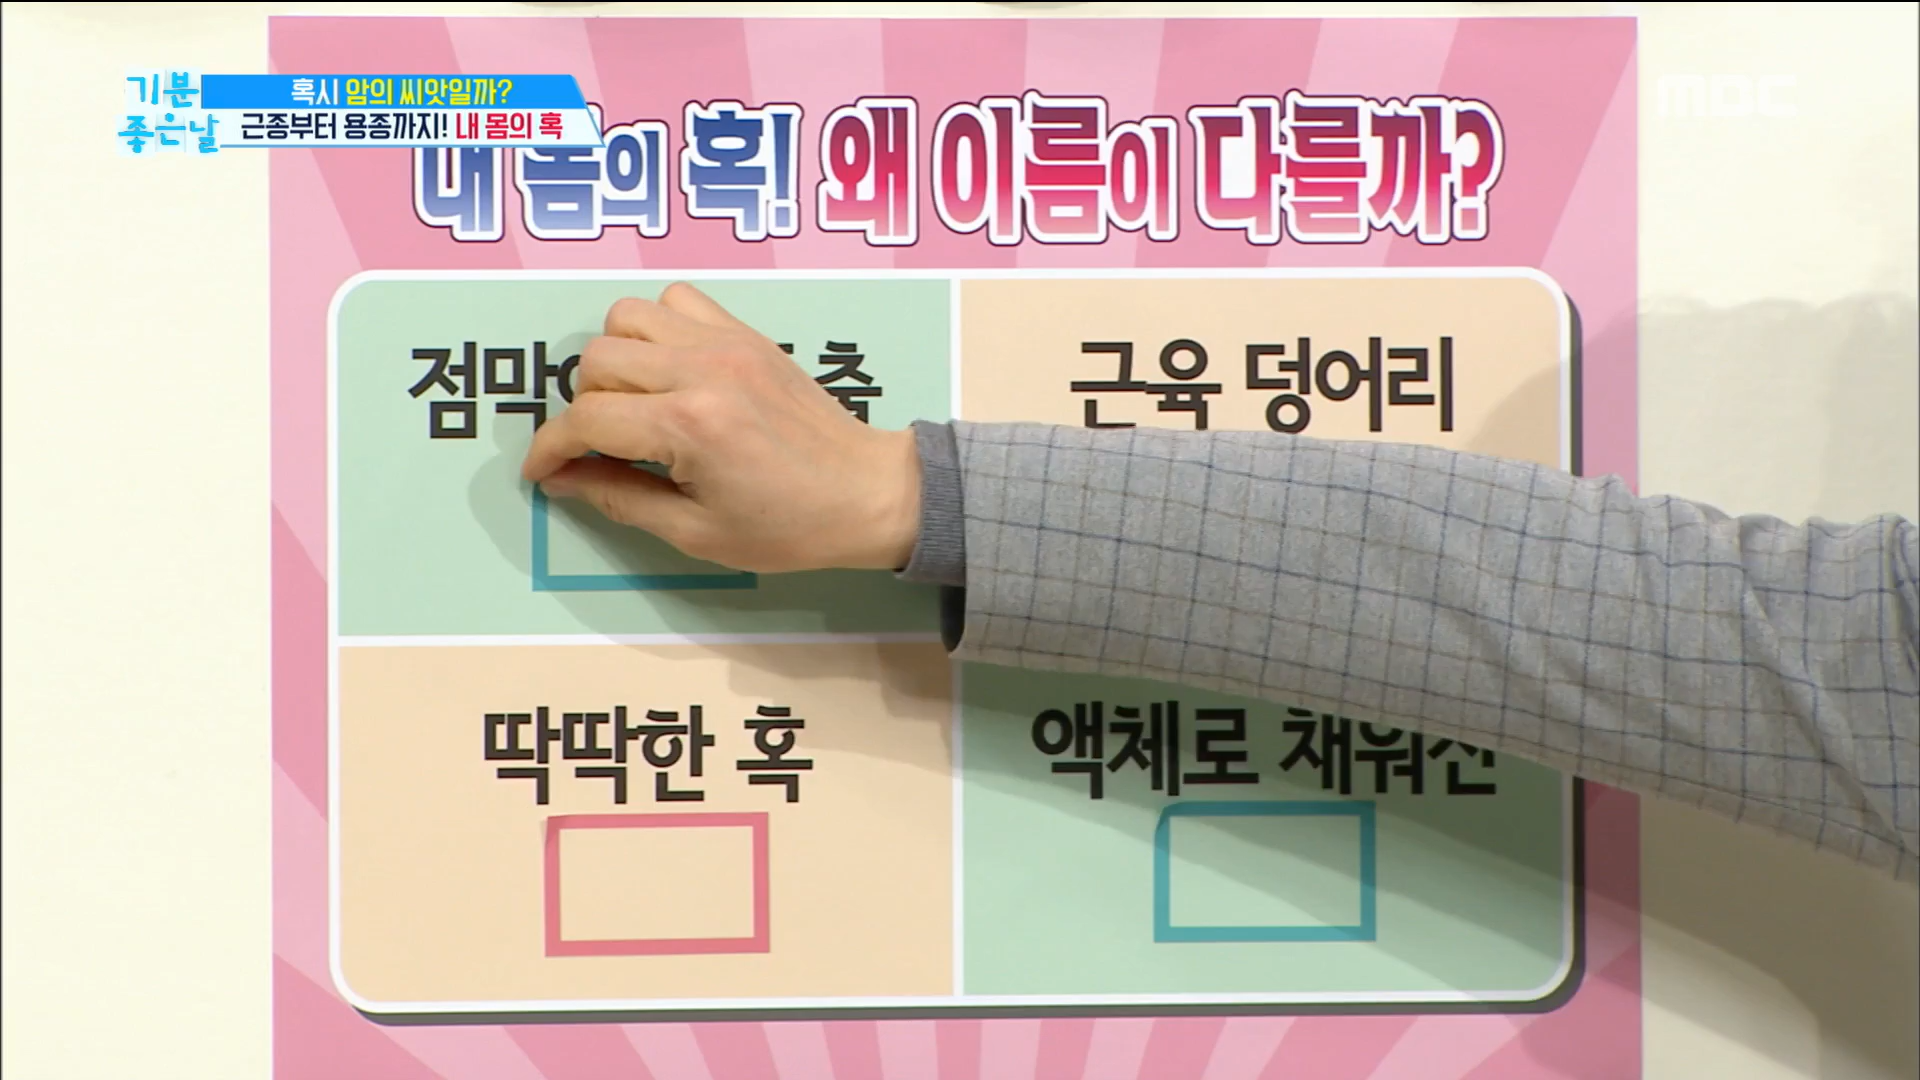 기분
좋은날
혹시 암의 씨앗일까?
근종부터 용종까지! 내 몸의 혹
MBC
내 몸의 혹! 왜 이름이 다를까?
점막 출
근육 덩어리
딱딱한 혹
액체로 채워진